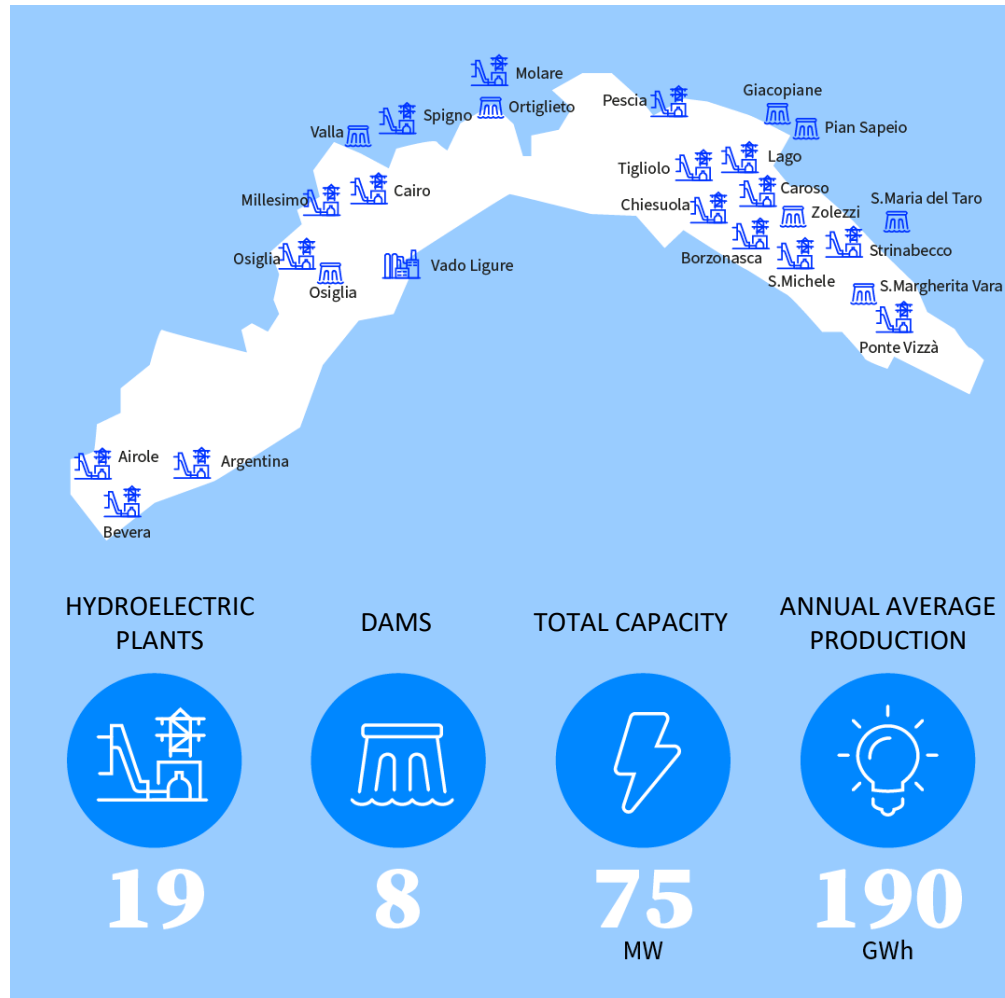 Molare
Ortiglieto
Spigno
Valla
Pescia
Giacopiane
Pian Sapeio
Lago
Tigliolo
Caroso
Chiesuola
Zolezzi
S.Maria del Taro
Millesimo
Cairo
Borzonasca
Strinabecco
Osiglia
Vado Ligure
S.Michele
Osiglia
S.Margherita Vara
Ponte Vizzà
Airole
Argentina
Bevera
HYDROELECTRIC
PLANTS
19
DAMS
8
TOTAL CAPACITY
75
MW
ANNUAL AVERAGE
PRODUCTION
190
GWh